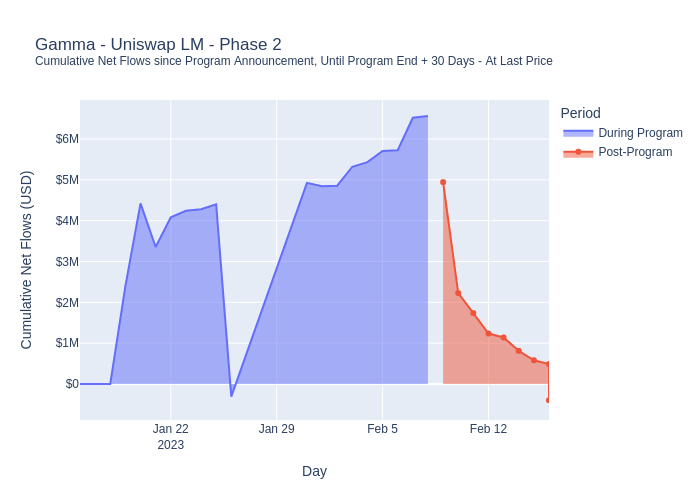 Gamma - Uniswap LM - Phase 2
Cumulative Net Flows since Program Announcement, Until Program End + 30 Days - At Last Price
Period
During Program
Post-Program
Cumulative Net Flows (USD)
$6M
$5M
$4M
$3M
$2M
$1M
$0
Jan 22
2023
Jan 29
Feb 5
Feb 12
Day